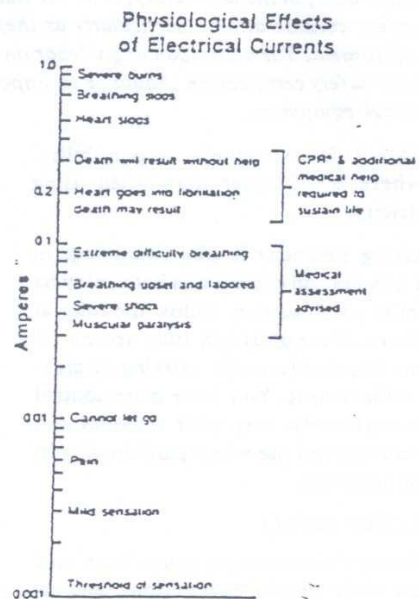 Physiological Effects
of Electrical Currents
Amperes
1.0
Severe burns
Breathing stops
Heart stops
Death will result without help
0.2
Heart goes into fibrillation
death may result
CPR* & additional
medical help
required to
sustain life
0.1
Extreme difficulty breathing
Breathing upset and labored
Severe shock
Muscular paralysis
Medical
assessment
advised
0.01
Cannot let go
Pain
Mild sensation
0.001
Threshold of sensation